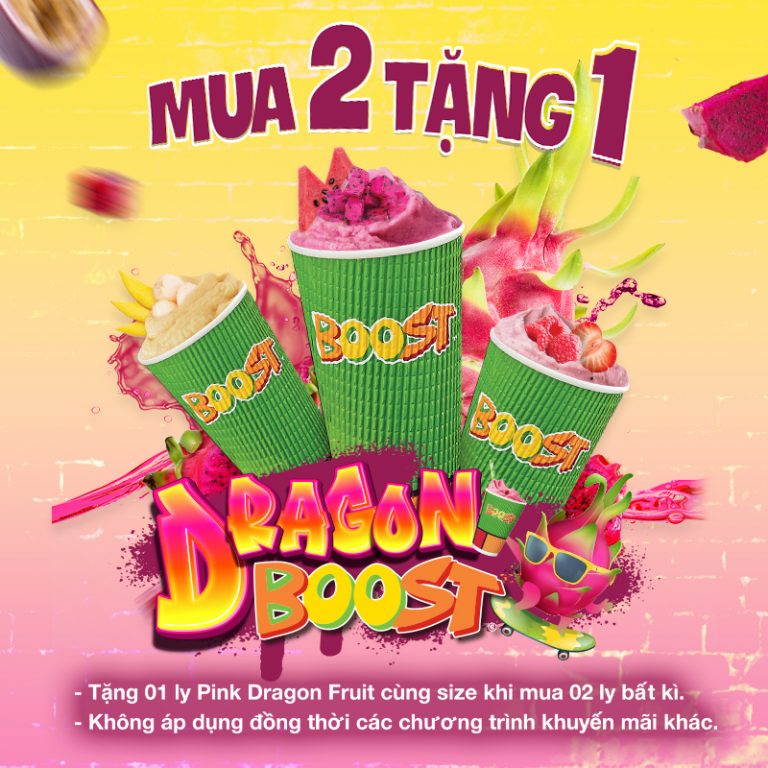 MUA 2 TẶNG 1
BOOST
BOOST
BOOST
BOOST
DRAGON
BOOST
- Tặng 01 ly Pink Dragon Fruit cùng size khi mua 02 ly bất kì.
- Không áp dụng đồng thời các chương trình khuyến mãi khác.